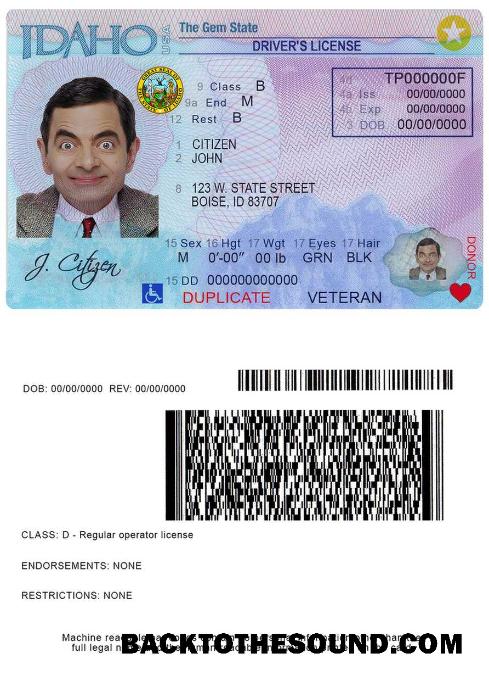 IDAHO USA The Gem State
DRIVER'S LICENSE
9 Class B
9a End M
12 Rest B
4d TP000000F
4a Iss 00/00/0000
4b Exp 00/00/0000
3 DOB 00/00/0000
1 CITIZEN
2 JOHN
8 123 W. STATE STREET
BOISE, ID 83707
15 Sex 16 Hgt 17 Wgt 17 Eyes 17 Hair
M 0'-00" 00 lb GRN BLK
15 DD 000000000000
DUPLICATE VETERAN
DONOR
J. Citizen
DOB: 00/00/0000 REV: 00/00/0000
CLASS: D - Regular operator license
ENDORSEMENTS: NONE
RESTRICTIONS: NONE
Machine
full legal
BACKTOTHESOUND.COM